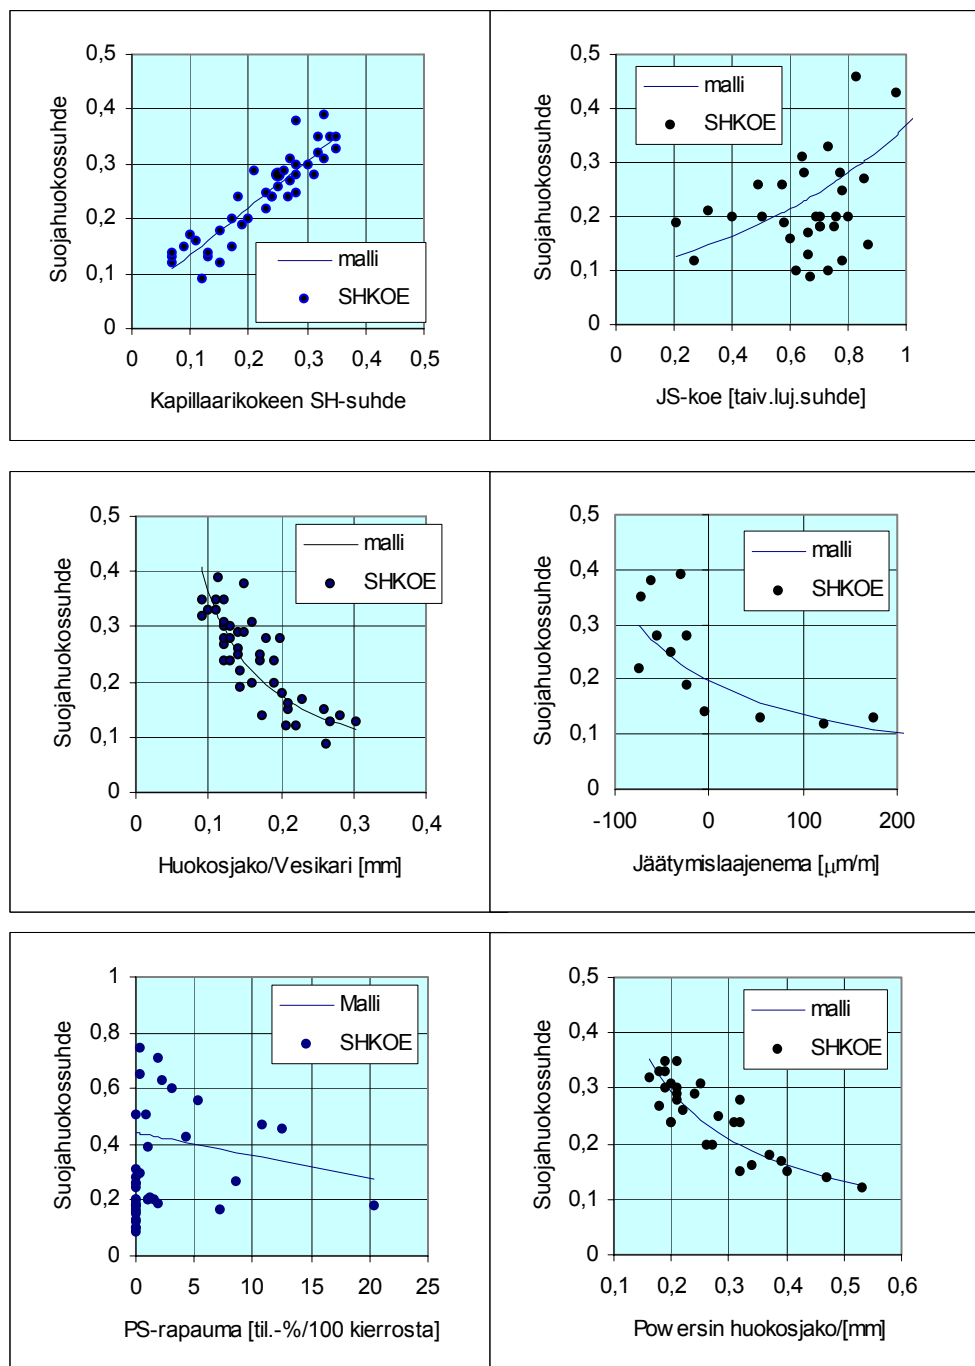 0,5
0,4
0,3
0,2
0,1
0
Suojahuokossuhde
malli
SHKOE
0 0,1 0,2 0,3 0,4 0,5
Kapillaarikokeen SH-suhde
0,5
0,4
0,3
0,2
0,1
0
Suojahuokossuhde
malli
SHKOE
0 0,2 0,4 0,6 0,8 1
JS-koe [taiv.luj.suhde]
0,5
0,4
0,3
0,2
0,1
0
Suojahuokossuhde
malli
SHKOE
0 0,1 0,2 0,3 0,4
Huokosjako/Vesikari [mm]
0,5
0,4
0,3
0,2
0,1
0
Suojahuokossuhde
malli
SHKOE
-100 0 100 200
Jäätymislaajenema [μm/m]
1
0,8
0,6
0,4
0,2
0
Suojahuokossuhde
Malli
SHKOE
0 5 10 15 20 25
PS-rapauma [til.-%/100 kierrosta]
0,5
0,4
0,3
0,2
0,1
0
Suojahuokossuhde
malli
SHKOE
0,1 0,2 0,3 0,4 0,5 0,6
Powersin huokosjako/[mm]